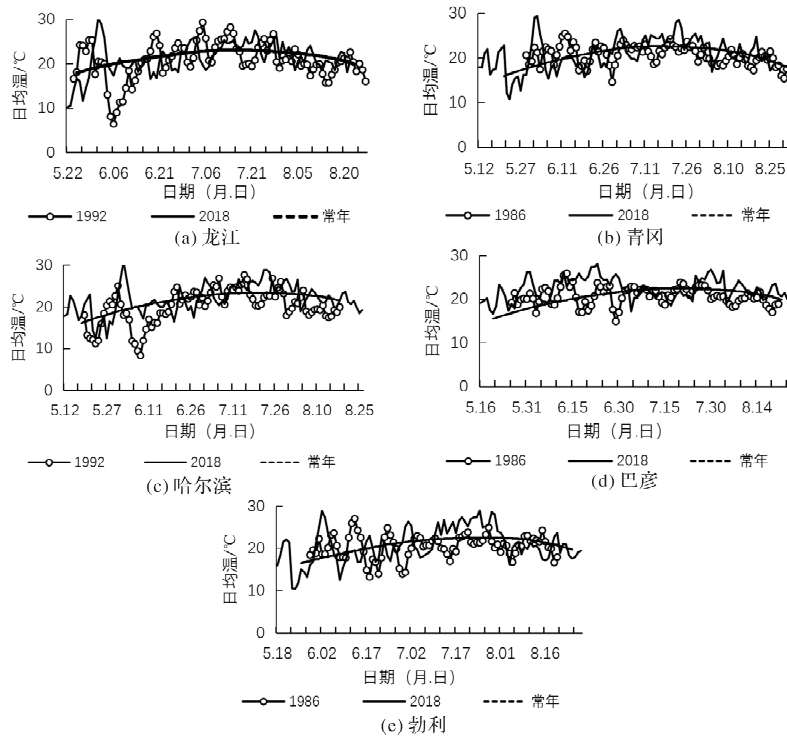 30
20
10
0
日均温/℃
5.22 6.06 6.21 7.06 7.21 8.05 8.20
日期（月.日）
1992 2018 常年
(a) 龙江
30
20
10
0
日均温/℃
5.12 5.27 6.11 6.26 7.11 7.26 8.10 8.25
日期（月.日）
1986 2018 常年
(b) 青冈
30
20
10
0
日均温/℃
5.12 5.27 6.11 6.26 7.11 7.26 8.10 8.25
日期（月.日）
1992 2018 常年
(c) 哈尔滨
30
20
10
0
日均温/℃
5.16 5.31 6.15 6.30 7.15 7.30 8.14
日期（月.日）
1986 2018 常年
(d) 巴彦
30
20
10
0
日均温/℃
5.18 6.02 6.17 7.02 7.17 8.01 8.16
日期（月.日）
1986 2018 常年
(e) 勃利